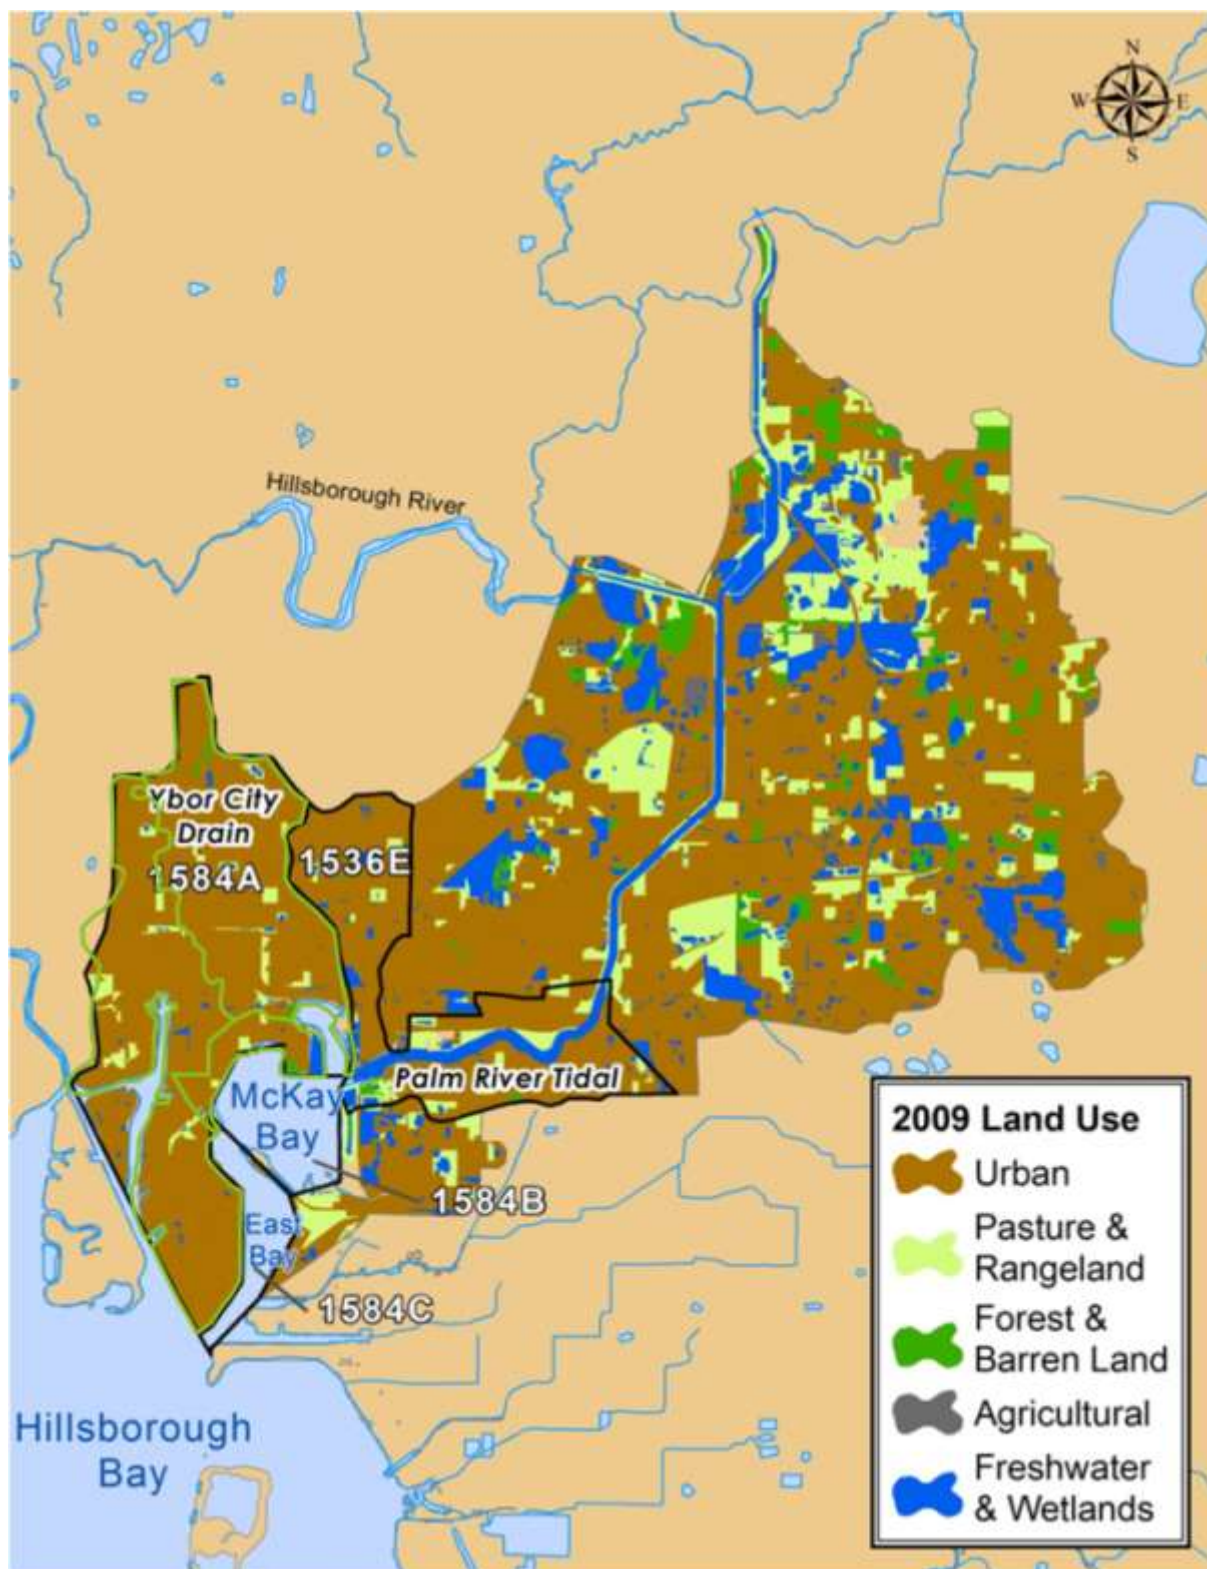 N
W E
S
Hillsborough River
Ybor City
Drain
1584A
1536E
Palm River Tidal
McKay
Bay
1584B
East
Bay
1584C
Hillsborough
Bay
2009 Land Use
Urban
Pasture &
Rangeland
Forest &
Barren Land
Agricultural
Freshwater
& Wetlands